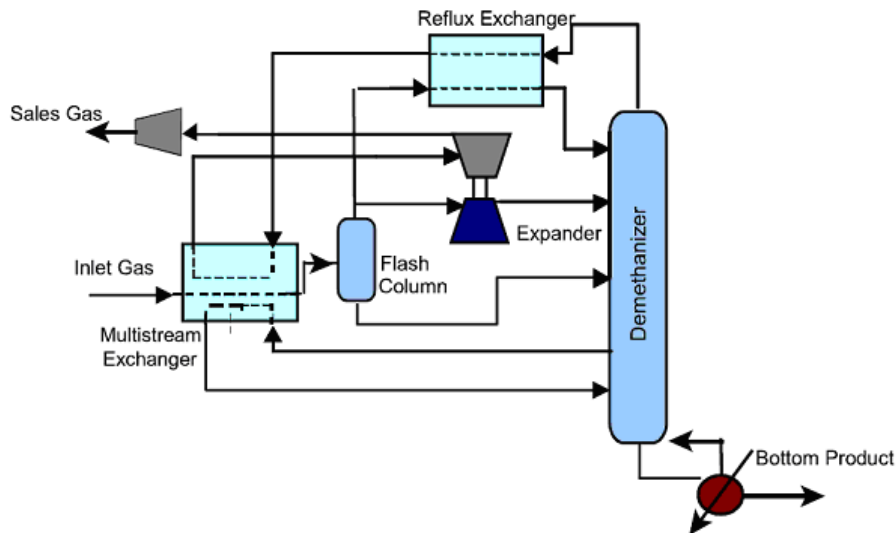 Reflux Exchanger
Sales Gas
Expander
Inlet Gas
Flash
Column
Multistream
Exchanger
Demethanizer
Bottom Product